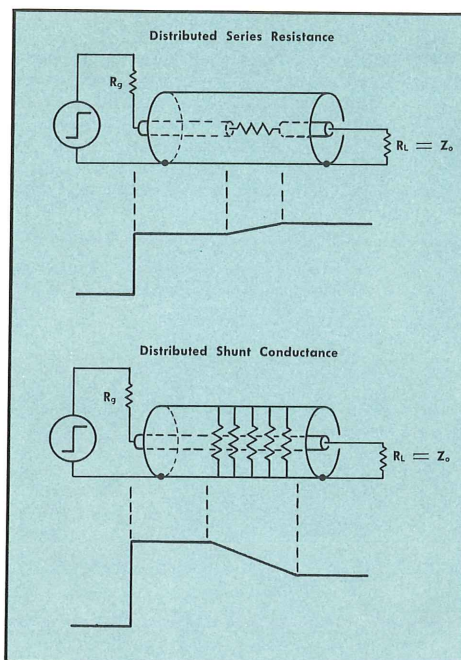 Distributed Series Resistance
Rg
RL = Zo
Distributed Shunt Conductance
Rg
RL = Zo